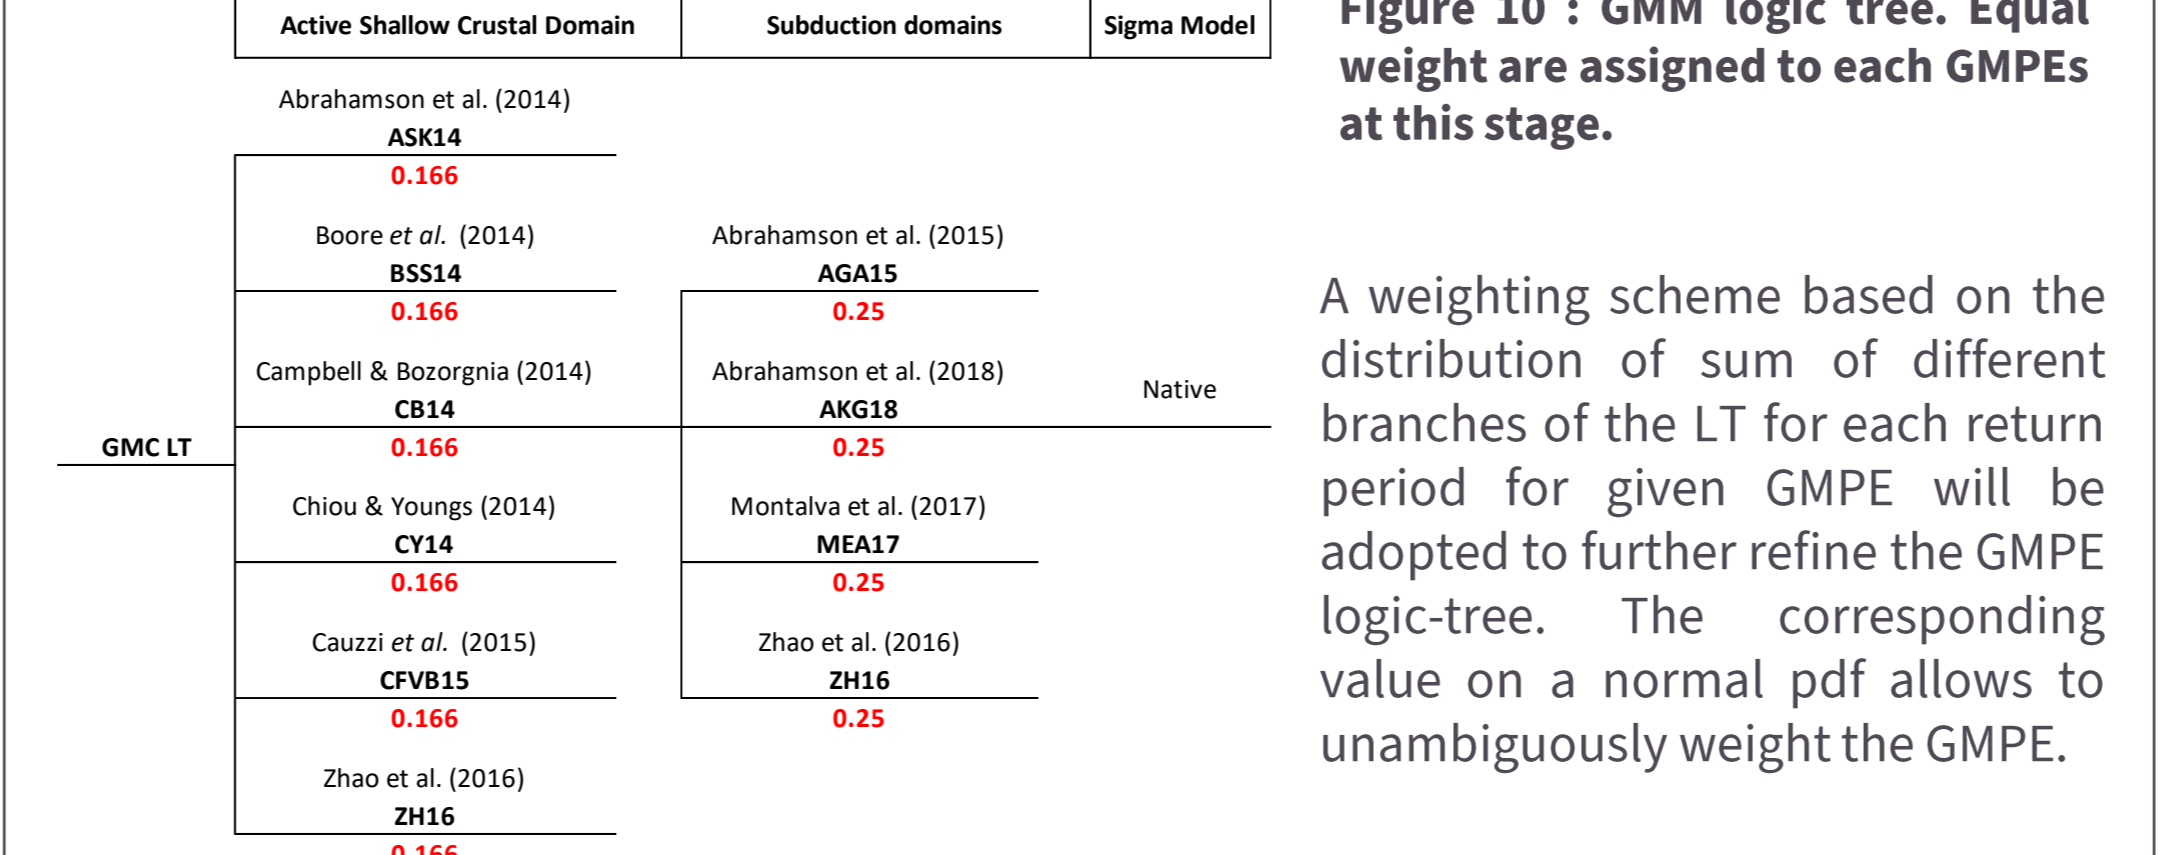 Active Shallow Crustal Domain
Subduction domains
Sigma Model
Abrahamson et al. (2014)
ASK14
0.166
Boore et al. (2014)
BSS14
0.166
Campbell & Bozorgnia (2014)
CB14
0.166
GMC LT
Chiou & Youngs (2014)
CY14
0.166
Cauzzi et al. (2015)
CFVB15
0.166
Zhao et al. (2016)
ZH16
0.166
Abrahamson et al. (2015)
AGA15
0.25
Abrahamson et al. (2018)
AKG18
0.25
Montalva et al. (2017)
MEA17
0.25
Zhao et al. (2016)
ZH16
0.25
Native
Figure 10 : GMM logic tree. Equal
weight are assigned to each GMPEs
at this stage.
A weighting scheme based on the
distribution of sum of different
branches of the LT for each return
period for given GMPE will be
adopted to further refine the GMPE
logic-tree. The corresponding
value on a normal pdf allows to
unambiguously weight the GMPE.